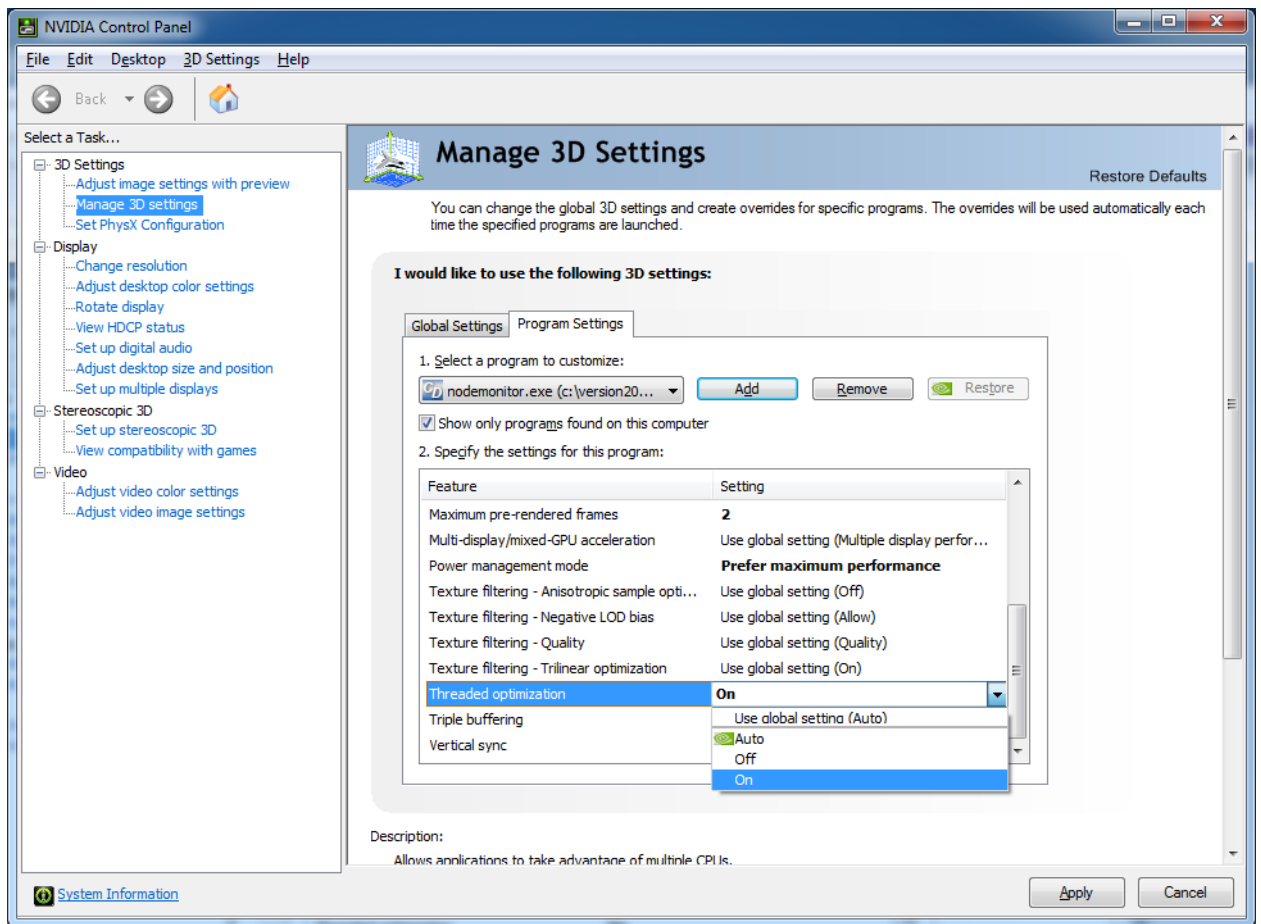 NVIDIA Control Panel
File Edit Desktop 3D Settings Help
Back
Select a Task...
3D Settings
Adjust image settings with preview
Manage 3D settings
Set PhysX Configuration
Display
Change resolution
Adjust desktop color settings
Rotate display
View HDCP status
Set up digital audio
Adjust desktop size and position
Set up multiple displays
Stereoscopic 3D
Set up stereoscopic 3D
View compatibility with games
Video
Adjust video color settings
Adjust video image settings
Manage 3D Settings
Restore Defaults
You can change the global 3D settings and create overrides for specific programs. The overrides will be used automatically each
time the specified programs are launched.
I would like to use the following 3D settings:
Global Settings Program Settings
1. Select a program to customize:
nodemonitor.exe (c:\version20... Add Remove Restore
Show only programs found on this computer
2. Specify the settings for this program:
Feature Setting
Maximum pre-rendered frames 2
Multi-display/mixed-GPU acceleration Use global setting (Multiple display perfor...
Power management mode Prefer maximum performance
Texture filtering - Anisotropic sample opti... Use global setting (Off)
Texture filtering - Negative LOD bias Use global setting (Allow)
Texture filtering - Quality Use global setting (Quality)
Texture filtering - Trilinear optimization Use global setting (On)
Threaded optimization On
Triple buffering Use global setting (Auto)
Auto
Vertical sync
Off
On
Description:
Allows applications to take advantage of multiple CPUs.
System Information
Apply Cancel